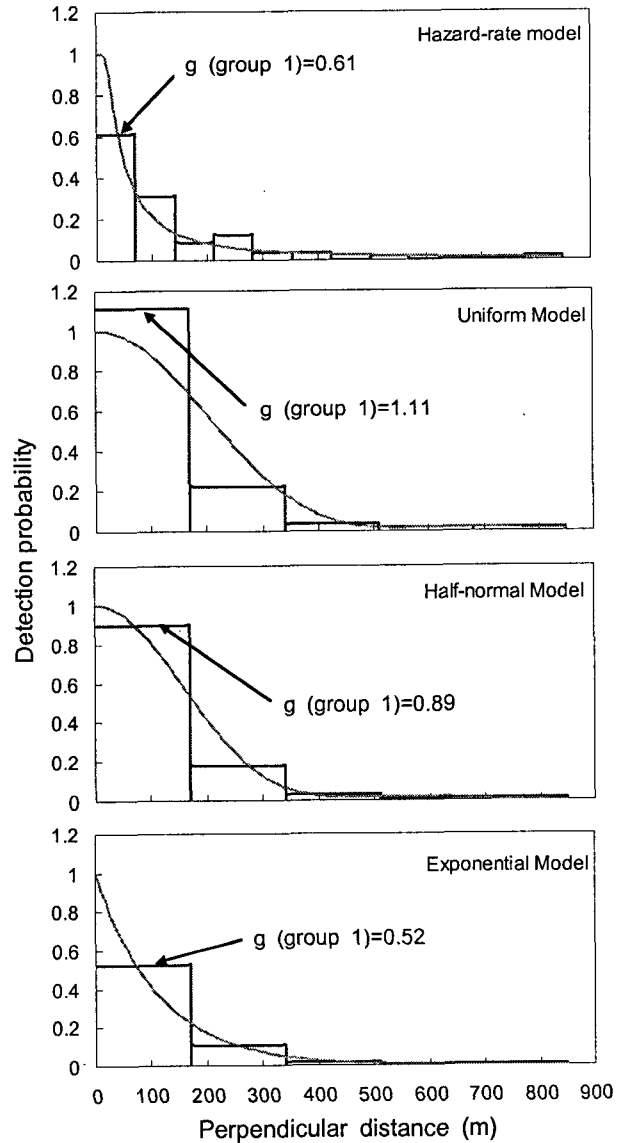 1.2
Hazard-rate model
1
g (group 1)=0.61
0.8
0.6
0.4
0.2
0
1.2
Uniform Model
1
0.8
g (group 1)=1.11
0.6
0.4
0.2
0
Detection probability
1.2
Half-normal Model
1
0.8
0.6
g (group 1)=0.89
0.4
0.2
0
1.2
Exponential Model
1
0.8
g (group 1)=0.52
0.6
0.4
0.2
0
0 100 200 300 400 500 600 700 800 900
Perpendicular distance (m)